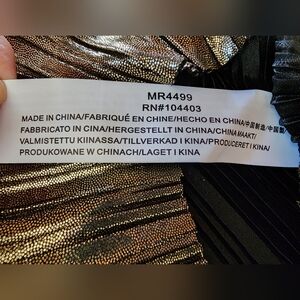 MR4499
RN#104403
MADE IN CHINA/FABRIQUÉ EN CHINE/HECHO EN CHINA/中国制造/中国製/
FABBRICATO IN CINA/HERGESTELLT IN CHINA/CHINA MAAKT/
VALMISTETTU KIINASSA/TILLVERKAD I KINA/PRODUCERET I KINA/
PRODUKOWANE W CHINACH/LAGET I KINA